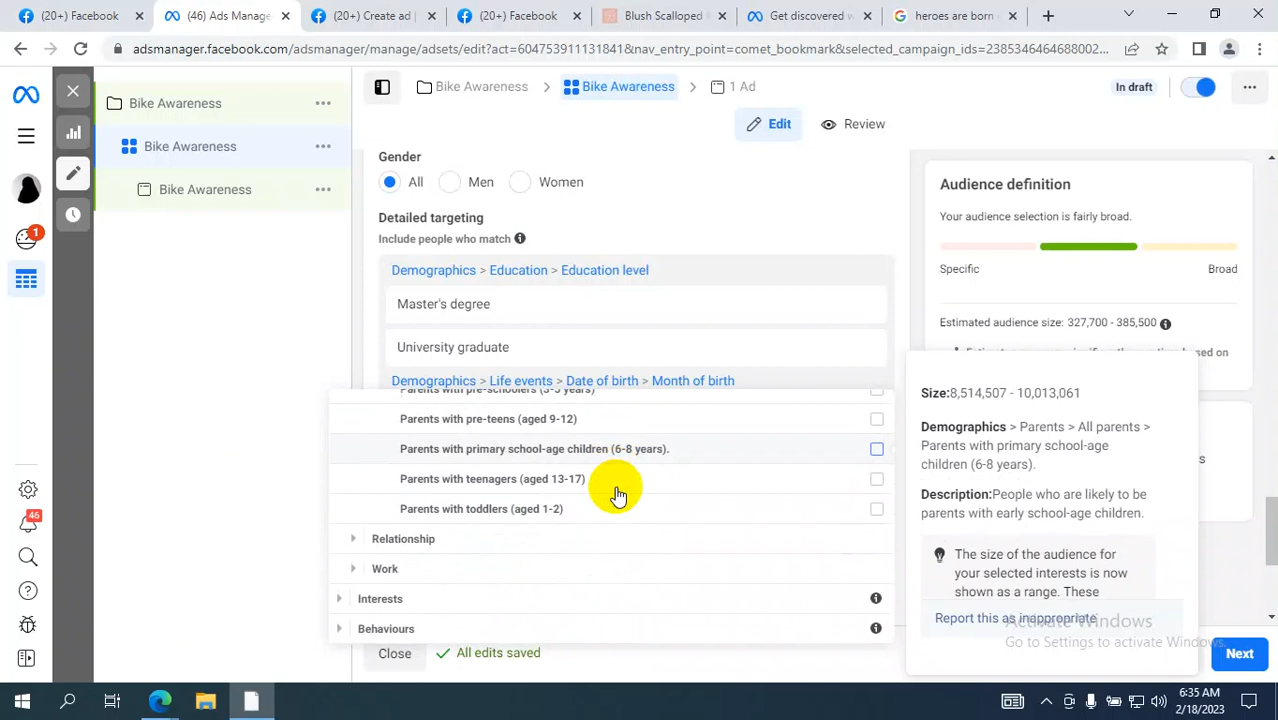 (20+) Facebook
(46) Ads Manage
(20+) Create ad
(20+) Facebook
Blush Scalloped
Get discovered w
heroes are born
adsmanager.facebook.com/adsmanager/manage/adsets/edit?act=604753911131841&nav_entry_point=comet_bookmark&selected_campaign_ids=2385346464688002...
Bike Awareness
Bike Awareness
Bike Awareness
Bike Awareness
Bike Awareness
1 Ad
In draft
Edit
Review
Gender
All
Men
Women
Detailed targeting
Include people who match
Demographics > Education > Education level
Master's degree
University graduate
Demographics > Life events > Date of birth > Month of birth
Parents with pre-schoolers (3-5 years)
Parents with pre-teens (aged 9-12)
Parents with primary school-age children (6-8 years).
Parents with teenagers (aged 13-17)
Parents with toddlers (aged 1-2)
Relationship
Work
Interests
Behaviours
Close
All edits saved
Audience definition
Your audience selection is fairly broad.
Specific
Broad
Estimated audience size: 327,700 - 385,500
based on
Size:8,514,507 - 10,013,061
Demographics > Parents > All parents >
Parents with primary school-age
children (6-8 years).
Description:People who are likely to be
parents with early school-age children.
The size of the audience for
your selected interests is now
shown as a range. These
Report this as inappropriate
Activate Windows
Go to Settings to activate Windows.
Next
1
46
6:35 AM
2/18/2023